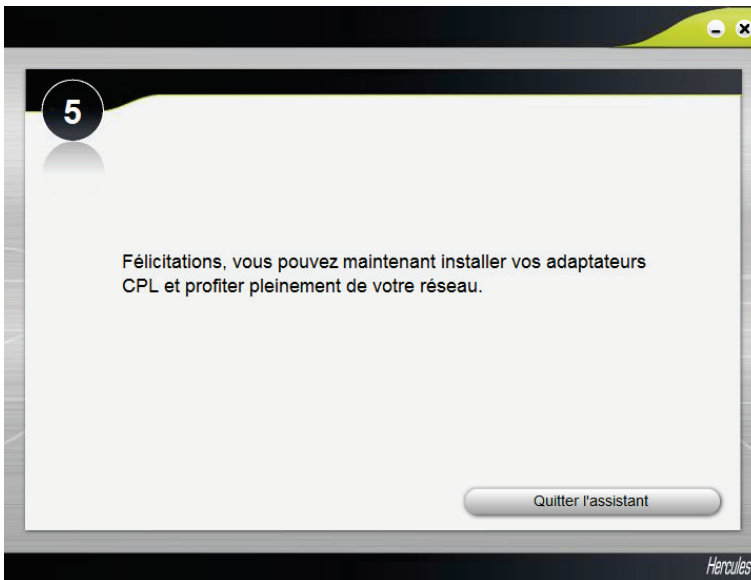 5
Félicitations, vous pouvez maintenant installer vos adaptateurs
CPL et profiter pleinement de votre réseau.
Quitter l'assistant
Hercules